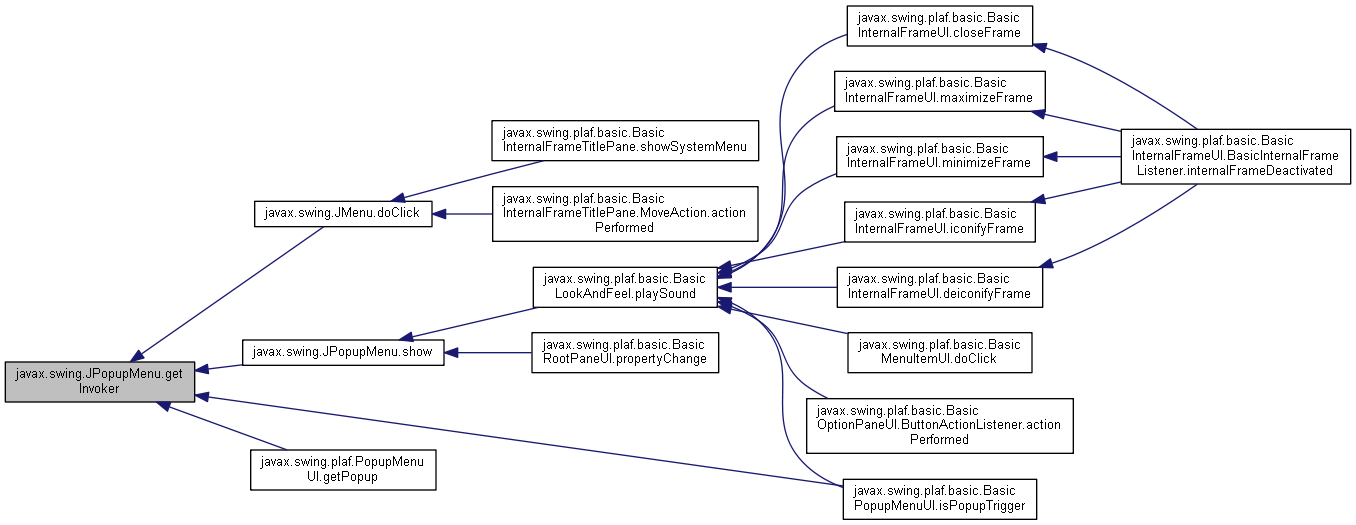 javax.swing.JPopupMenu.get
Invoker
javax.swing.JMenu.doClick
javax.swing.plaf.basic.Basic
InternalFrameTitlePane.showSystemMenu
javax.swing.plaf.basic.Basic
InternalFrameTitlePane.MoveAction.action
Performed
javax.swing.JPopupMenu.show
javax.swing.plaf.basic.Basic
LookAndFeel.playSound
javax.swing.plaf.basic.Basic
InternalFrameUI.closeFrame
javax.swing.plaf.basic.Basic
InternalFrameUI.maximizeFrame
javax.swing.plaf.basic.Basic
InternalFrameUI.minimizeFrame
javax.swing.plaf.basic.Basic
InternalFrameUI.iconifyFrame
javax.swing.plaf.basic.Basic
InternalFrameUI.deiconifyFrame
javax.swing.plaf.basic.Basic
InternalFrameUI.BasicInternalFrame
Listener.internalFrameDeactivated
javax.swing.plaf.basic.Basic
MenuItemUI.doClick
javax.swing.plaf.basic.Basic
OptionPaneUI.ButtonActionListener.action
Performed
javax.swing.plaf.basic.Basic
PopupMenuUI.isPopupTrigger
javax.swing.plaf.basic.Basic
RootPaneUI.propertyChange
javax.swing.plaf.PopupMenu
UI.getPopup